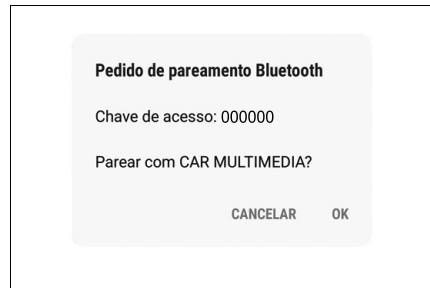 Pedido de pareamento Bluetooth
Chave de acesso: 000000
Parear com CAR MULTIMEDIA?
CANCELAR OK